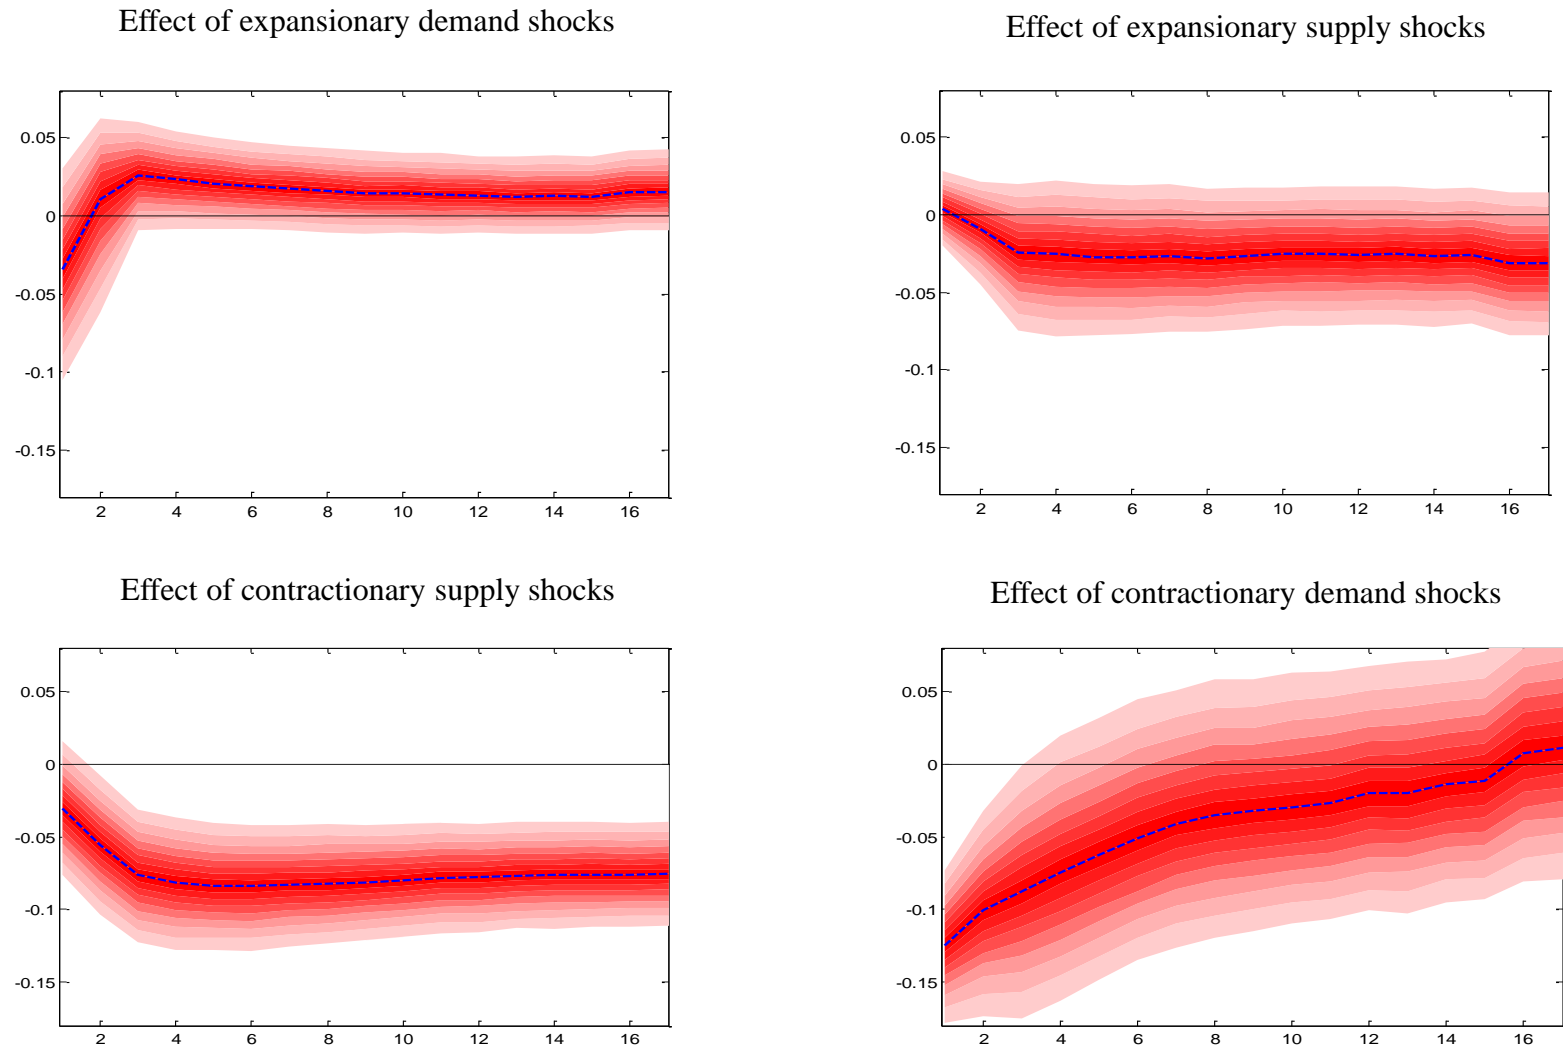 Effect of expansionary demand shocks
0.05
0
-0.05
-0.1
-0.15
2 4 6 8 10 12 14 16
Effect of expansionary supply shocks
0.05
0
-0.05
-0.1
-0.15
2 4 6 8 10 12 14 16
Effect of contractionary supply shocks
0.05
0
-0.05
-0.1
-0.15
2 4 6 8 10 12 14 16
Effect of contractionary demand shocks
0.05
0
-0.05
-0.1
-0.15
2 4 6 8 10 12 14 16